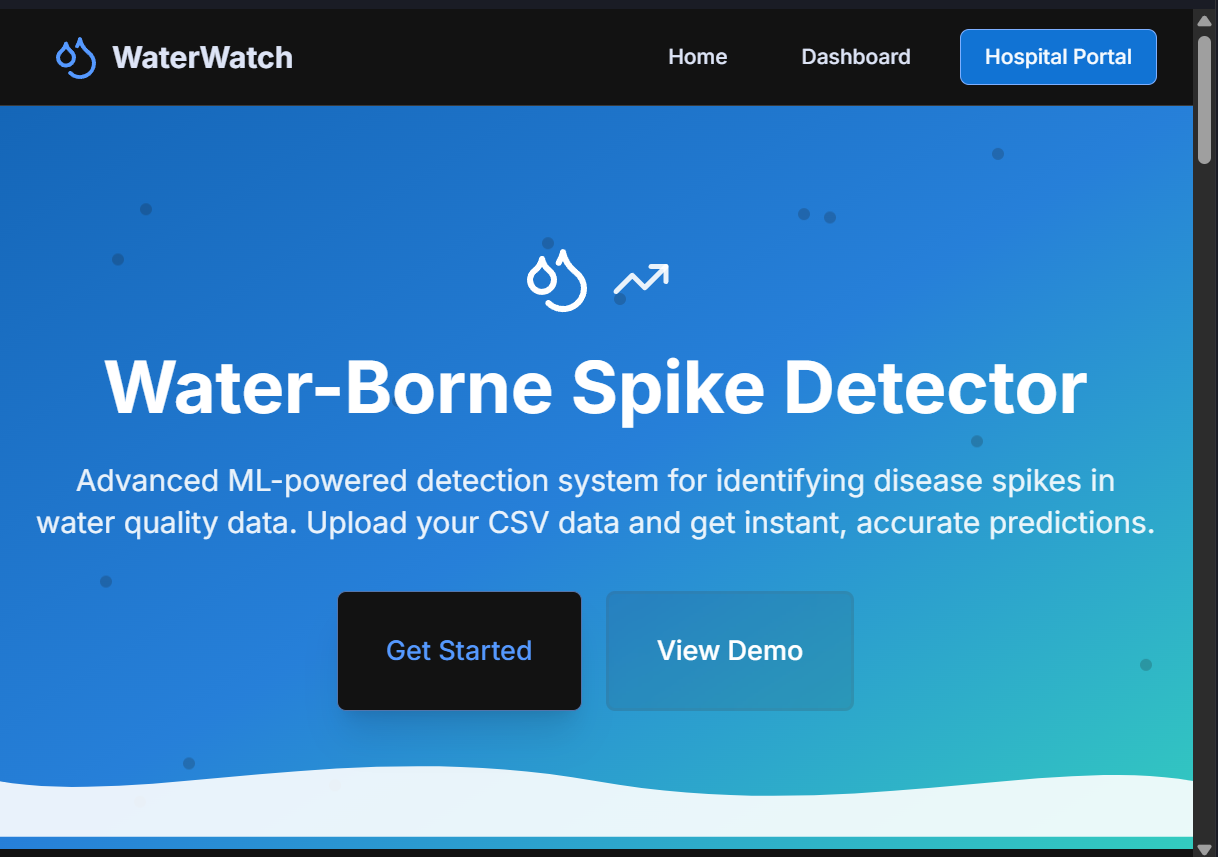 WaterWatch
Home
Dashboard
Hospital Portal
Water-Borne Spike Detector
Advanced ML-powered detection system for identifying disease spikes in
water quality data. Upload your CSV data and get instant, accurate predictions.
Get Started
View Demo